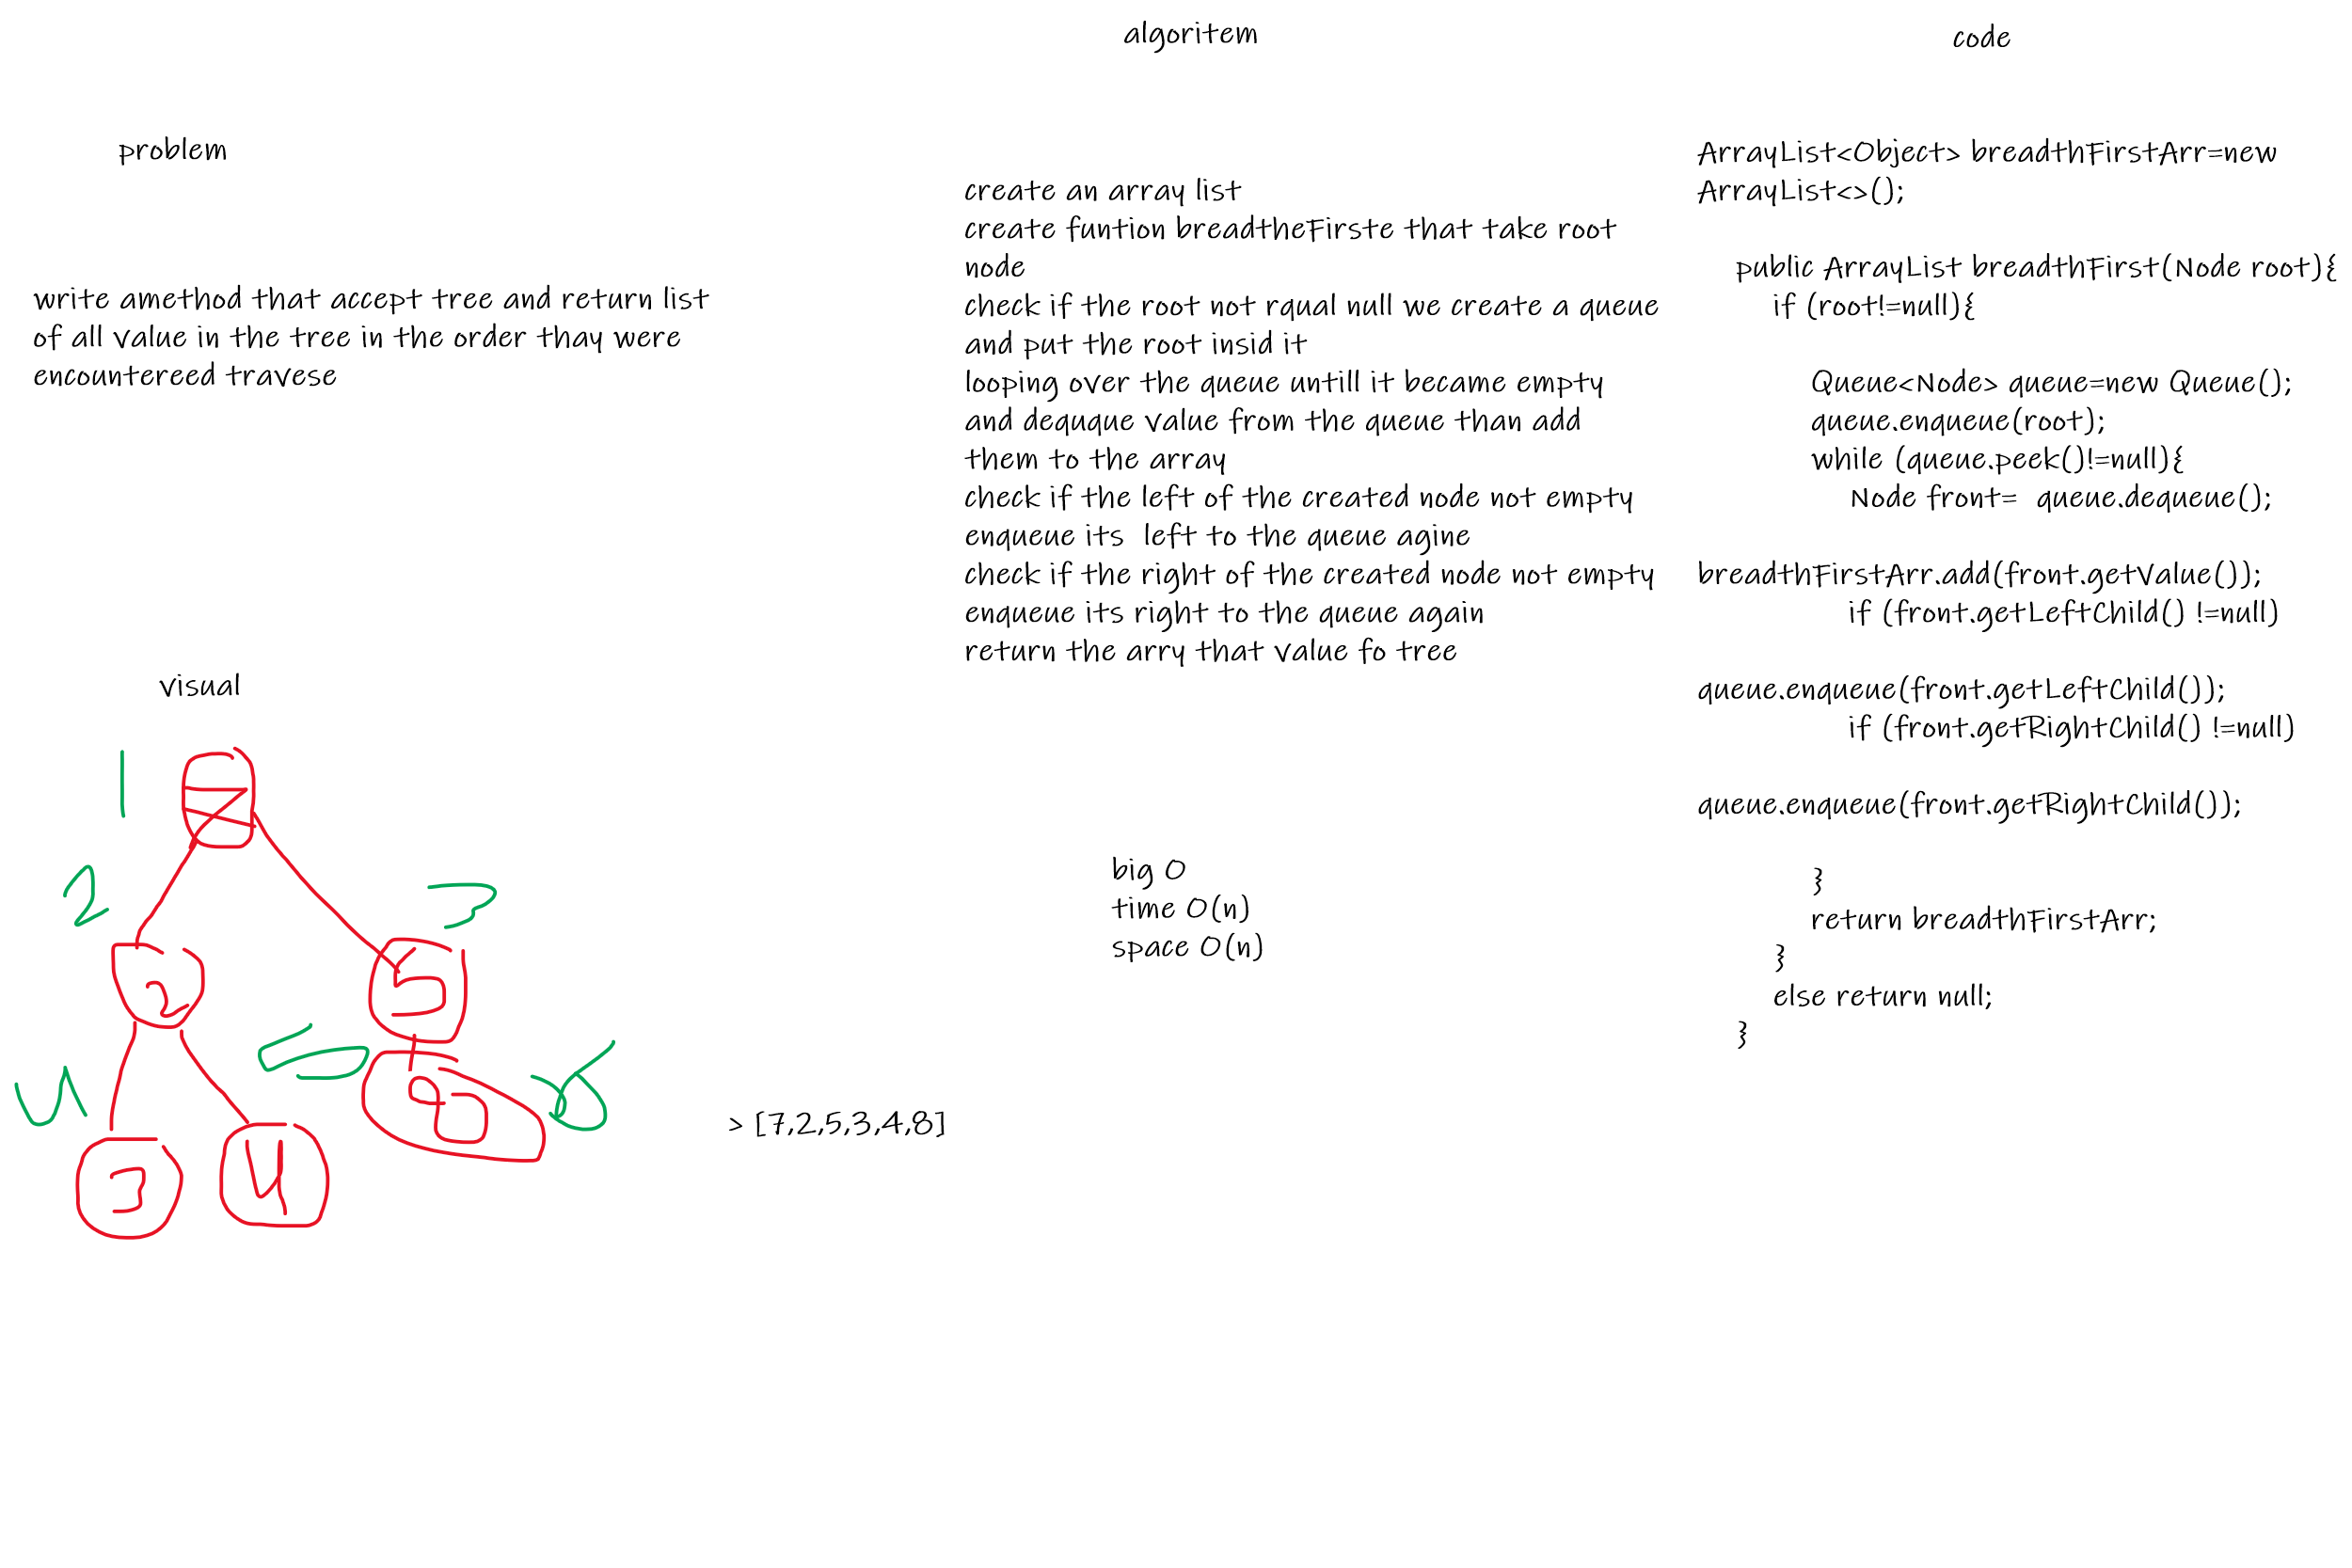 problem
write amethod that accept tree and return list
of all value in the tree in the order thay were
encountereed travese
visual
1
7
2
3
2
5
4
5
6
8
3
4
> [7,2,5,3,4,8]
algoritem
create an array list
create funtion breadtheFirste that take root
node
check if the root not rqual null we create a queue
and put the root insid it
looping over the queue untill it became empty
and dequque value from the queue than add
them to the array
check if the left of the created node not empty
enqueue its  left to the queue agine
check if the right of the created node not empty
enqueue its right to the queue again
return the arry that value fo tree
big O
time O(n)
space O(n)
code
ArrayList<Object> breadthFirstArr=new
ArrayList<>();
public ArrayList breadthFirst(Node root){
if (root!=null){
Queue<Node> queue=new Queue();
queue.enqueue(root);
while (queue.peek()!=null){
Node front=  queue.dequeue();
breadthFirstArr.add(front.getValue());
if (front.getLeftChild() !=null)
queue.enqueue(front.getLeftChild());
if (front.getRightChild() !=null)
queue.enqueue(front.getRightChild());
}
return breadthFirstArr;
}
else return null;
}